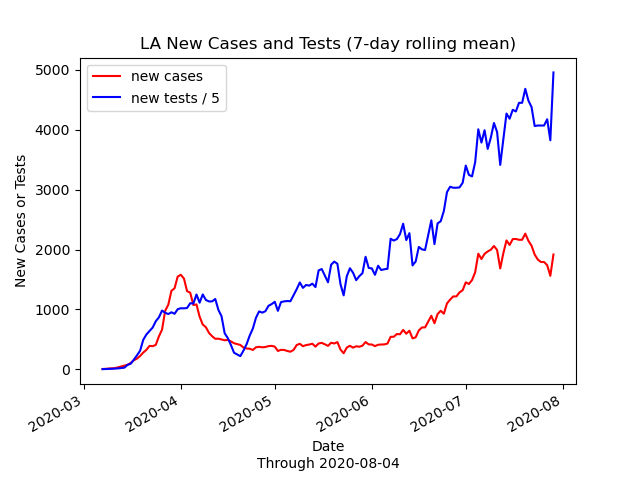 LA New Cases and Tests (7-day rolling mean)
new cases
new tests / 5
New Cases or Tests
5000
4000
3000
2000
1000
0
2020-03
2020-04
2020-05
2020-06
2020-07
2020-08
Date
Through 2020-08-04